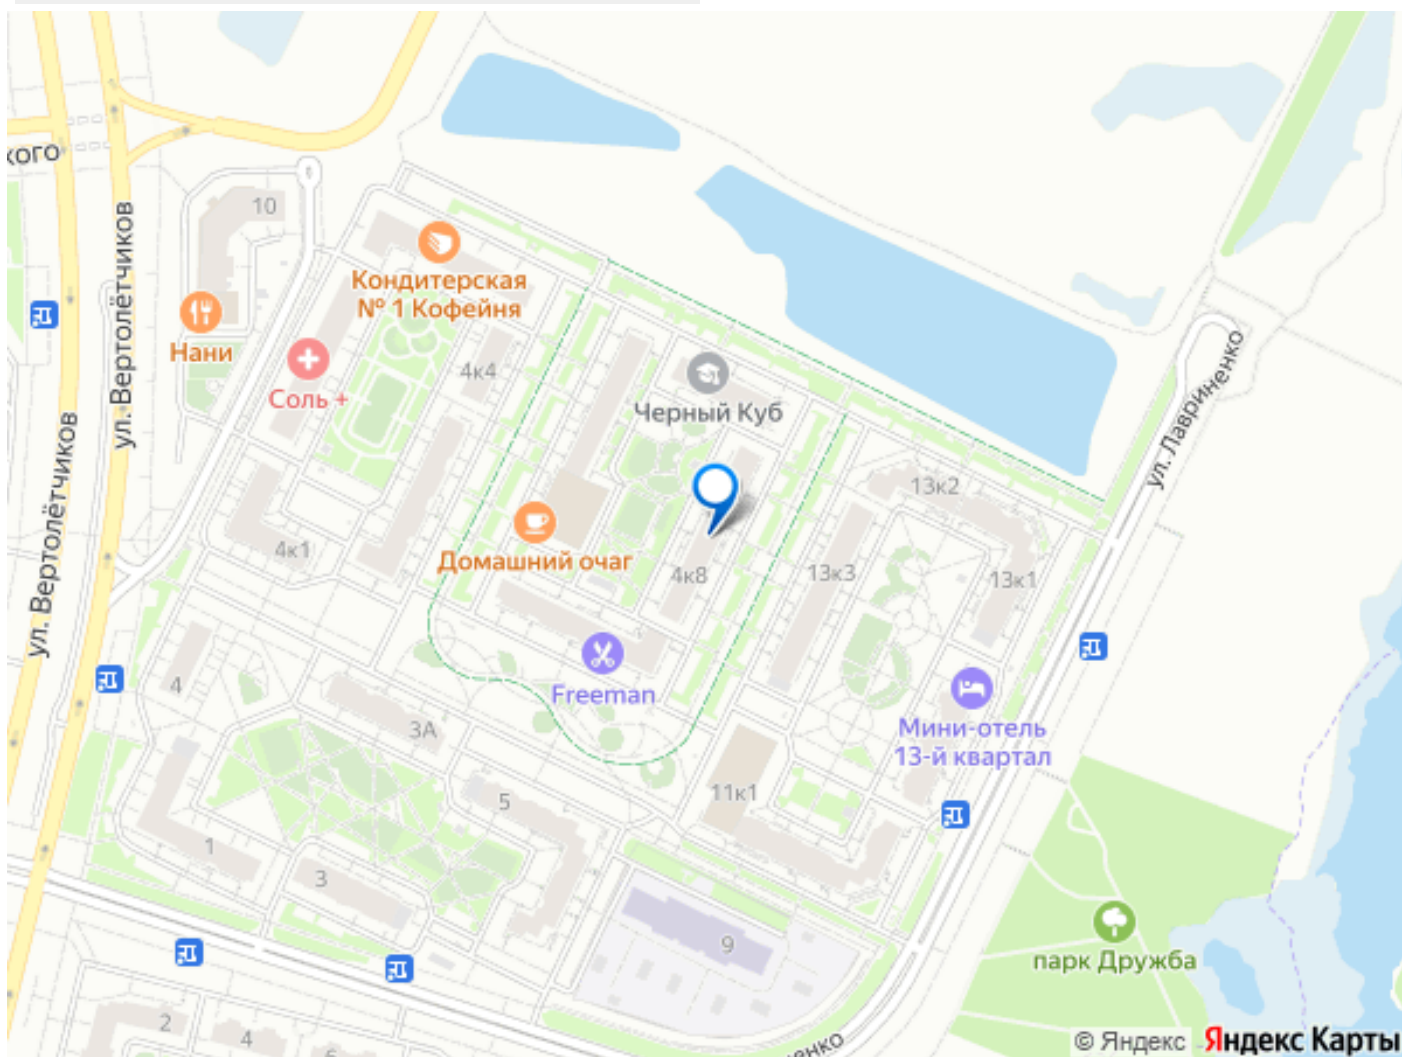 кого
ул. Вертолётчиков
10
Кондитерская
№ 1 Кофейня
Нани
Соль +
4к4
Черный Куб
ул. Лавриненко
ул. Вертолётчиков
13к2
4к1
Домашний очаг
4к8
13к3
13к1
4
Freeman
3А
Мини-отель
13-й квартал
5
11к1
1
3
9
парк Дружба
2
4
© Яндекс
Яндекс Карты